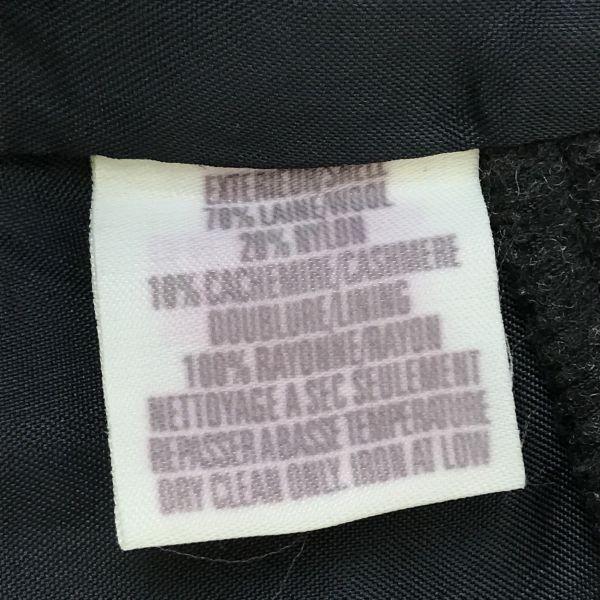 EXTERIEUR/SHELL
70% LAINE/WOOL
20% NYLON
10% CACHEMIRE/CASHMERE
DOUBLURE/LINING
100% RAYONNE/RAYON
NETTOYAGE A SEC SEULEMENT
REPASSER A BASSE TEMPERATURE
DRY CLEAN ONLY. IRON AT LOW